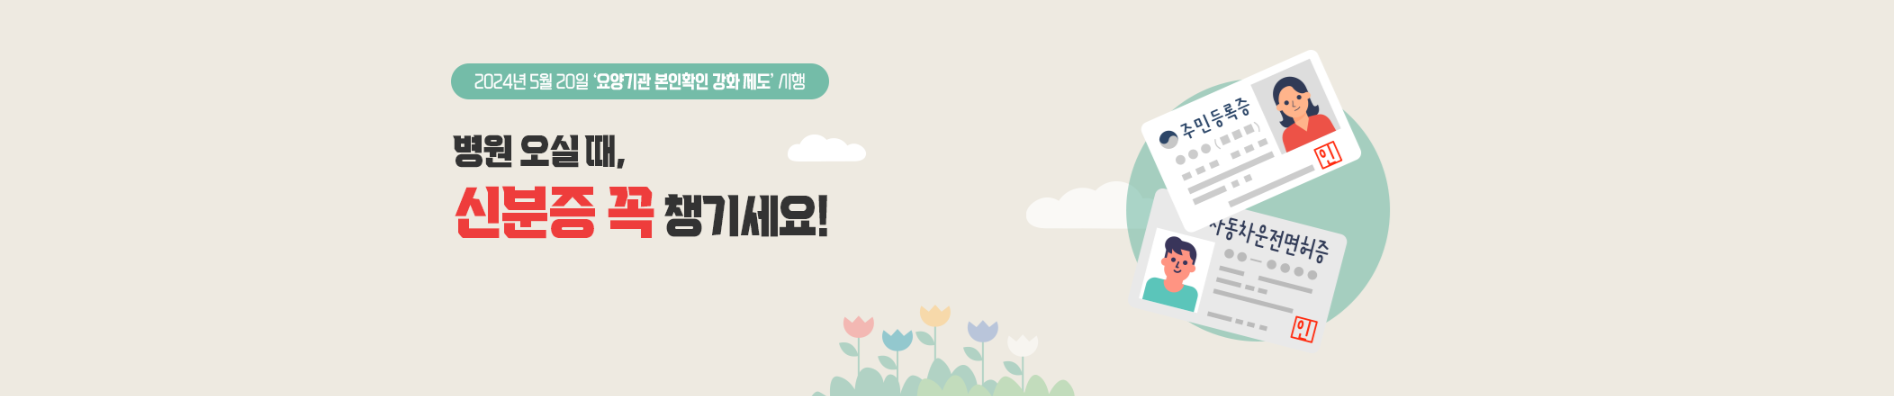 2024년 5월 20일 ‘요양기관 본인확인 강화 제도’ 시행
병원 오실 때,
신분증 꼭 챙기세요!
주민등록증
인
자동차운전면허증
인